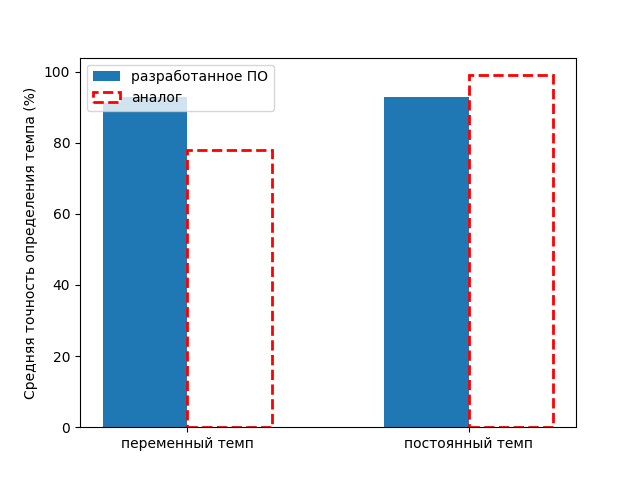 Средняя точность определения темпа (%)
100
80
60
40
20
0
разработанное ПО
аналог
переменный темп
постоянный темп